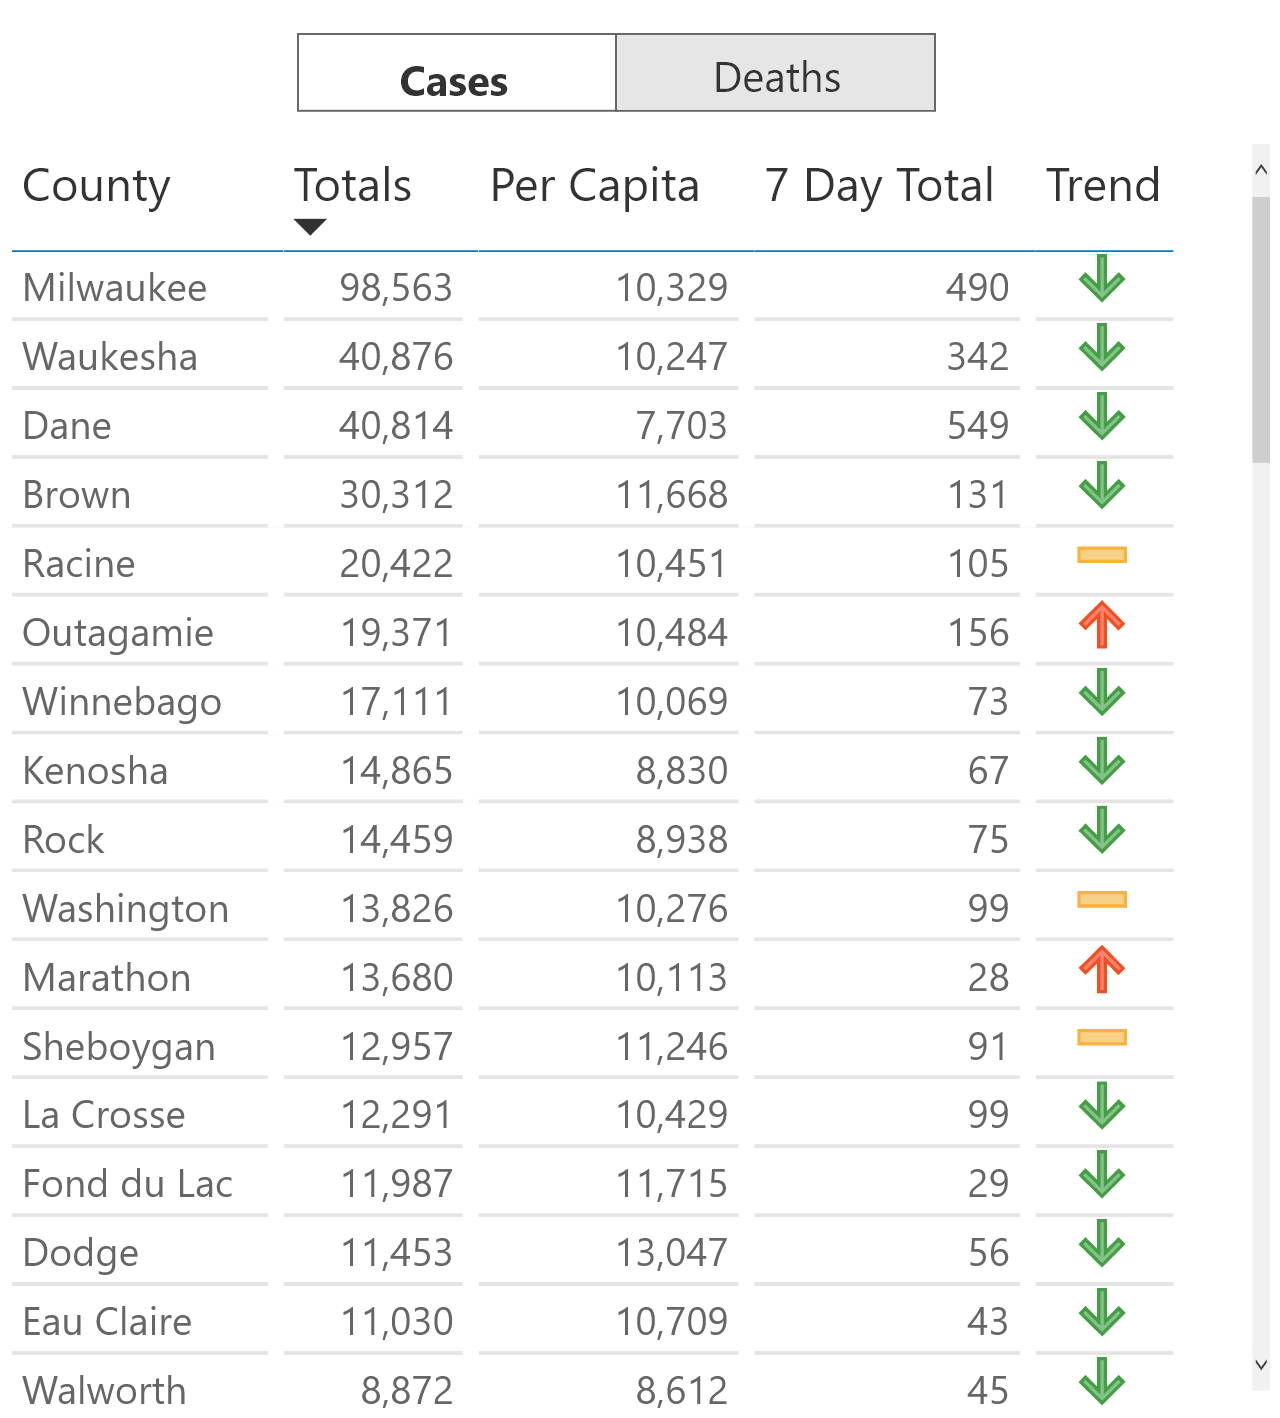 Cases Deaths
County Totals Per Capita 7 Day Total Trend
Milwaukee 98,563 10,329 490
Waukesha 40,876 10,247 342
Dane 40,814 7,703 549
Brown 30,312 11,668 131
Racine 20,422 10,451 105
Outagamie 19,371 10,484 156
Winnebago 17,111 10,069 73
Kenosha 14,865 8,830 67
Rock 14,459 8,938 75
Washington 13,826 10,276 99
Marathon 13,680 10,113 28
Sheboygan 12,957 11,246 91
La Crosse 12,291 10,429 99
Fond du Lac 11,987 11,715 29
Dodge 11,453 13,047 56
Eau Claire 11,030 10,709 43
Walworth 8,872 8,612 45